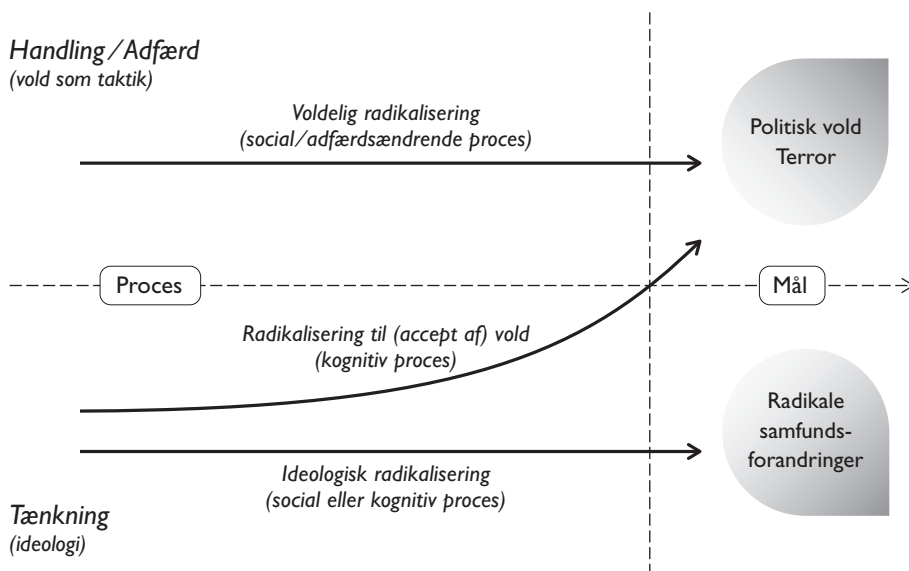 Handling/Adfærd
(vold som taktik)
Voldelig radikalisering
(social/adfærdsændrende proces)
Politisk vold
Terror
Proces
Mål
Radikalisering til (accept af) vold
(kognitiv proces)
Radikale
samfunds-
forandringer
Ideologisk radikalisering
(social eller kognitiv proces)
Tænkning
(ideologi)